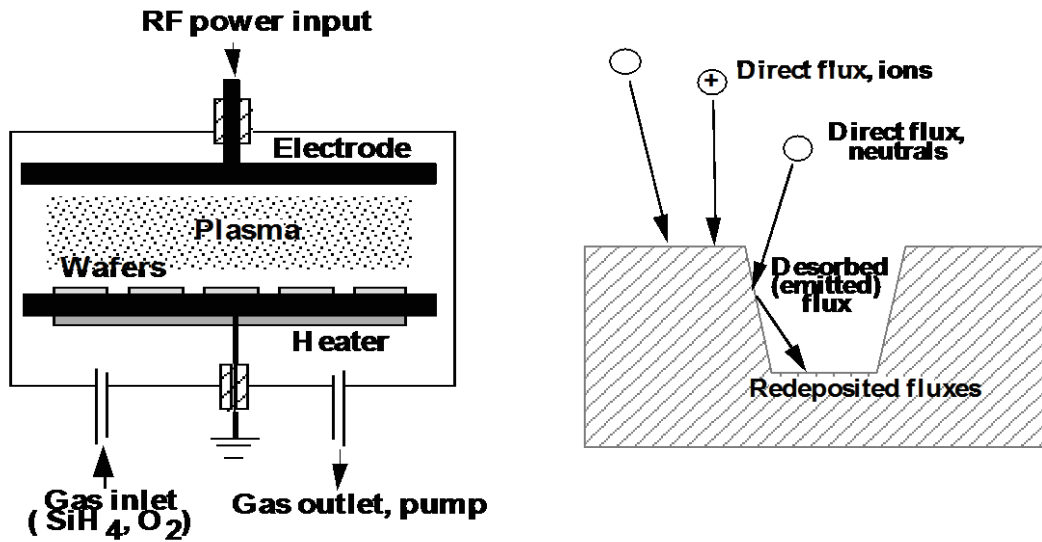 RF power input
Electrode
Plasma
Wafers
Heater
Gas inlet
( SiH4, O2)
Gas outlet, pump
+
Direct flux, ions
Direct flux,
neutrals
Desorbed
(emitted)
flux
Redeposited fluxes